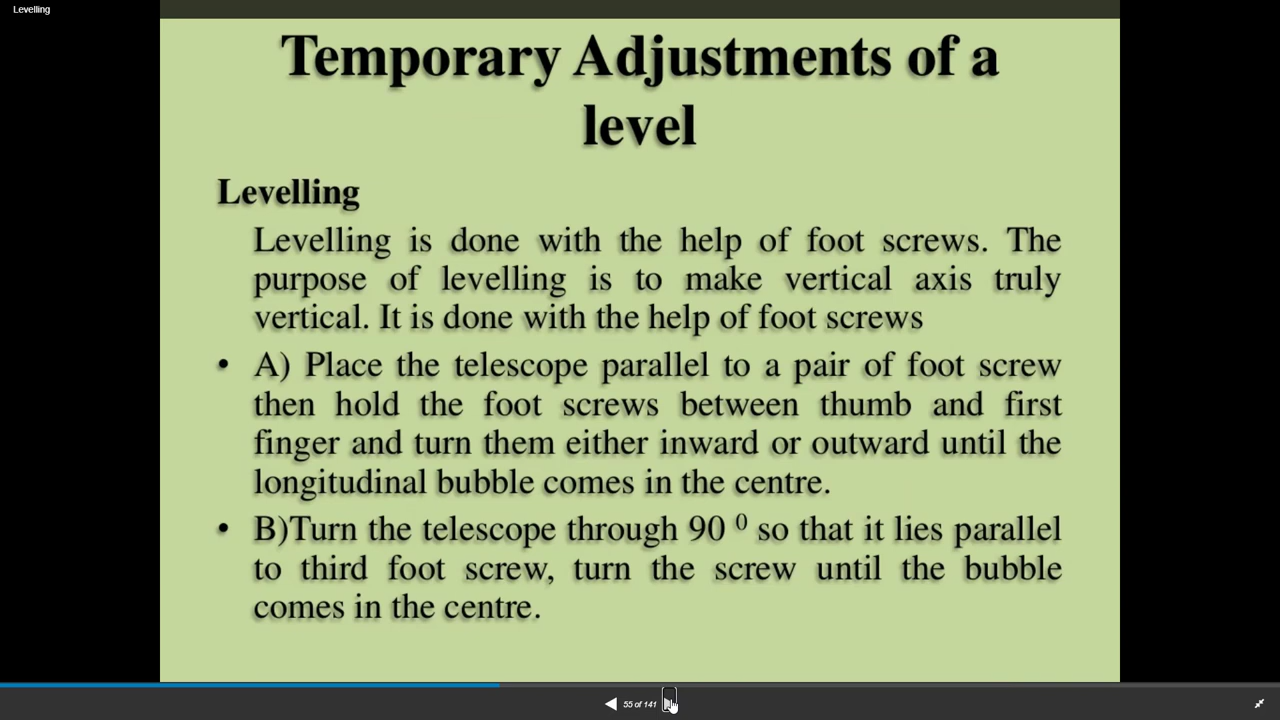 Levelling
Temporary Adjustments of a
level
Levelling
Levelling is done with the help of foot screws. The
purpose of levelling is to make vertical axis truly
vertical. It is done with the help of foot screws
• A) Place the telescope parallel to a pair of foot screw
then hold the foot screws between thumb and first
finger and turn them either inward or outward until the
longitudinal bubble comes in the centre.
• B)Turn the telescope through 90 ⁰ so that it lies parallel
to third foot screw, turn the screw until the bubble
comes in the centre.
55 of 141